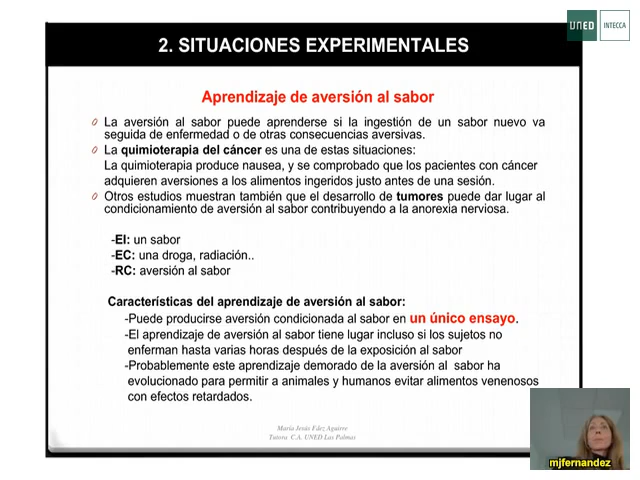 UNED
INTECCA
2. SITUACIONES EXPERIMENTALES
Aprendizaje de aversión al sabor
La aversión al sabor puede aprenderse si la ingestión de un sabor nuevo va
seguida de enfermedad o de otras consecuencias aversivas.
La quimioterapia del cáncer es una de estas situaciones:
La quimioterapia produce nausea, y se comprobado que los pacientes con cáncer
adquieren aversiones a los alimentos ingeridos justo antes de una sesión.
Otros estudios muestran también que el desarrollo de tumores puede dar lugar al
condicionamiento de aversión al sabor contribuyendo a la anorexia nerviosa.
-EI: un sabor
-EC: una droga, radiación..
-RC: aversión al sabor
Características del aprendizaje de aversión al sabor:
-Puede producirse aversión condicionada al sabor en un único ensayo.
-El aprendizaje de aversión al sabor tiene lugar incluso si los sujetos no
enferman hasta varias horas después de la exposición al sabor
-Probablemente este aprendizaje demorado de la aversión al sabor ha
evolucionado para permitir a animales y humanos evitar alimentos venenosos
con efectos retardados.
María Jesús Fdez Aguirre
Tutora C.A. UNED Las Palmas
mjfernandez